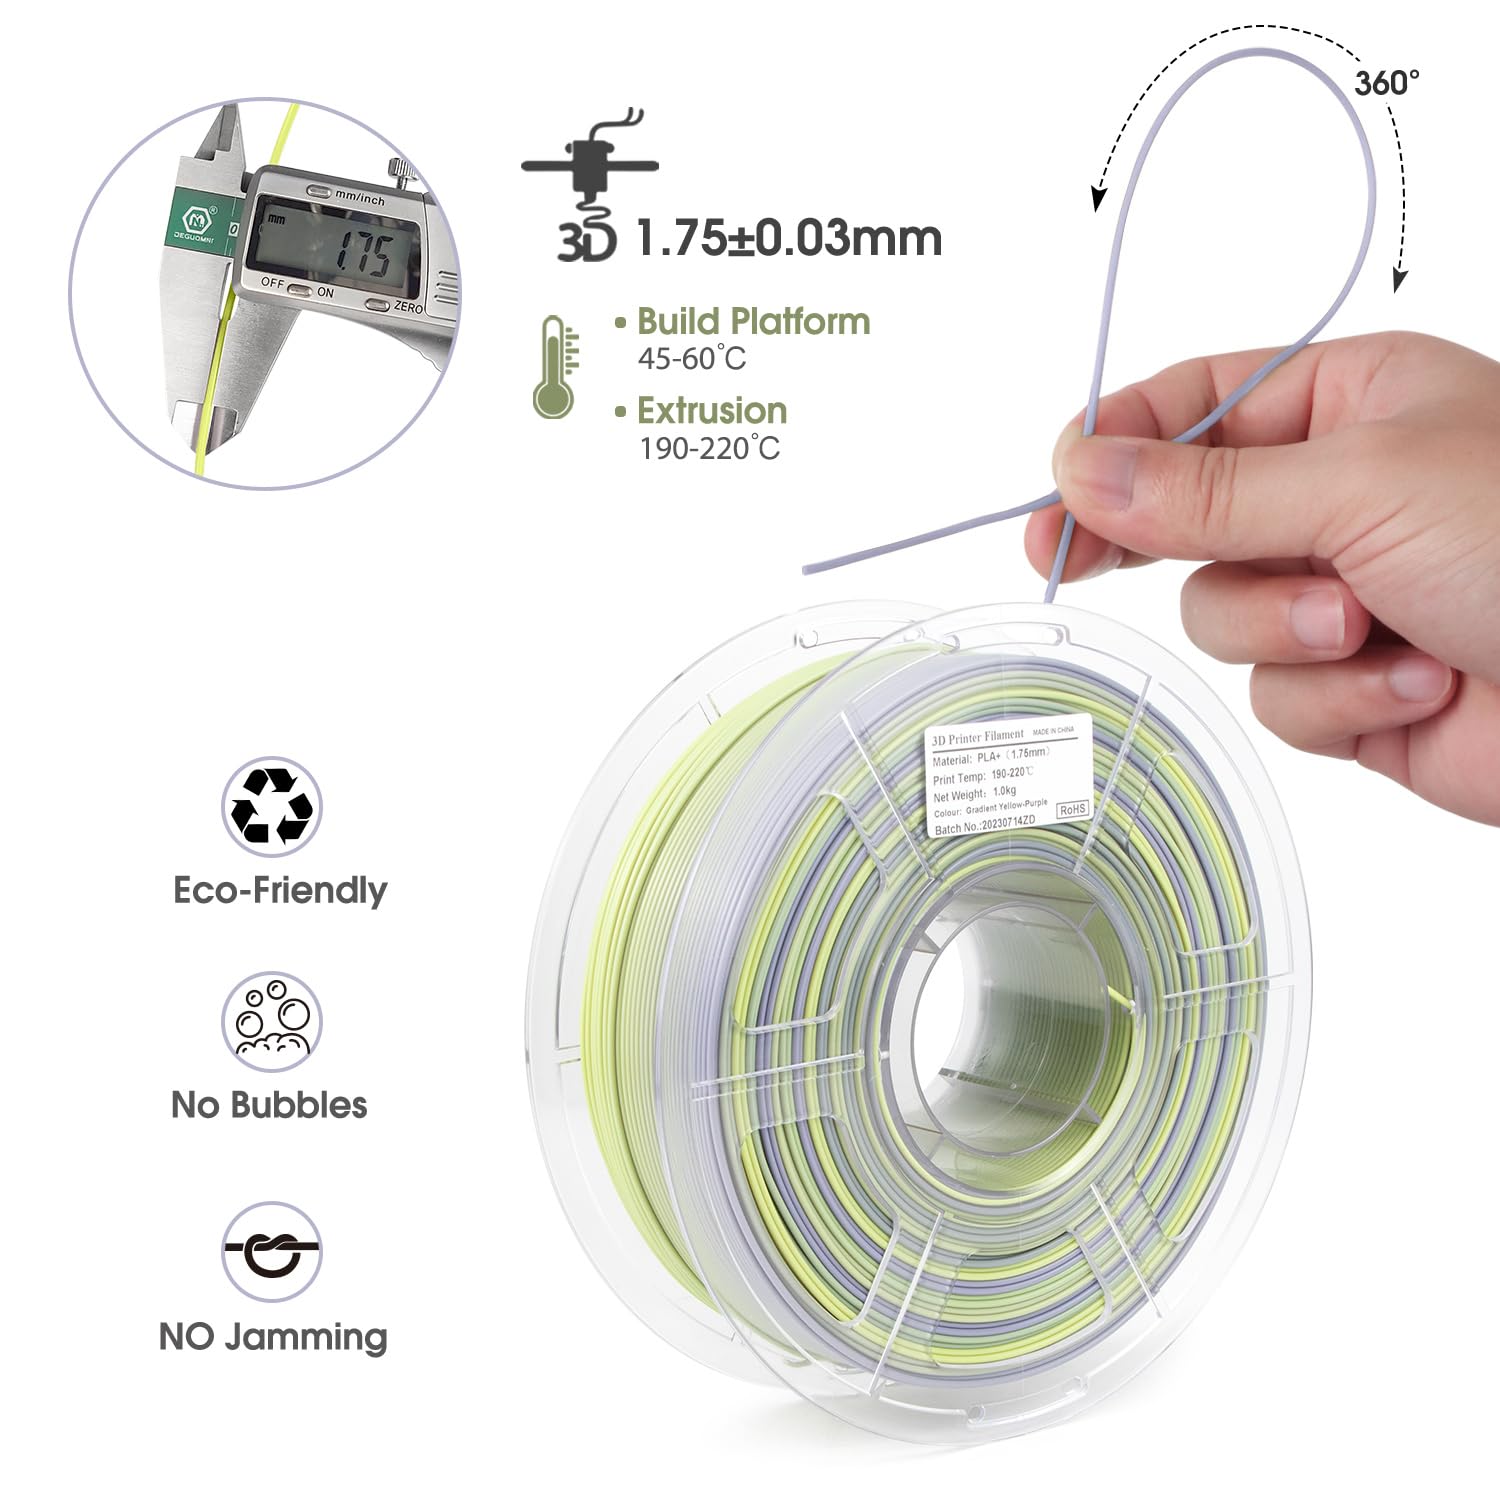 360°
mm/inch
mm
1.75
OFF
ON
ZERO
DEGUOMNI
0
3D 1.75±0.03mm
• Build Platform
45-60℃
• Extrusion
190-220℃
3D Printer Filament MADE IN CHINA
Material: PLA+（1.75mm）
Print Temp: 190-220℃
Net Weight: 1.0kg
Colour: Gradient Yellow-Purple
RoHS
Batch No.:20230714ZD
Eco-Friendly
No Bubbles
NO Jamming